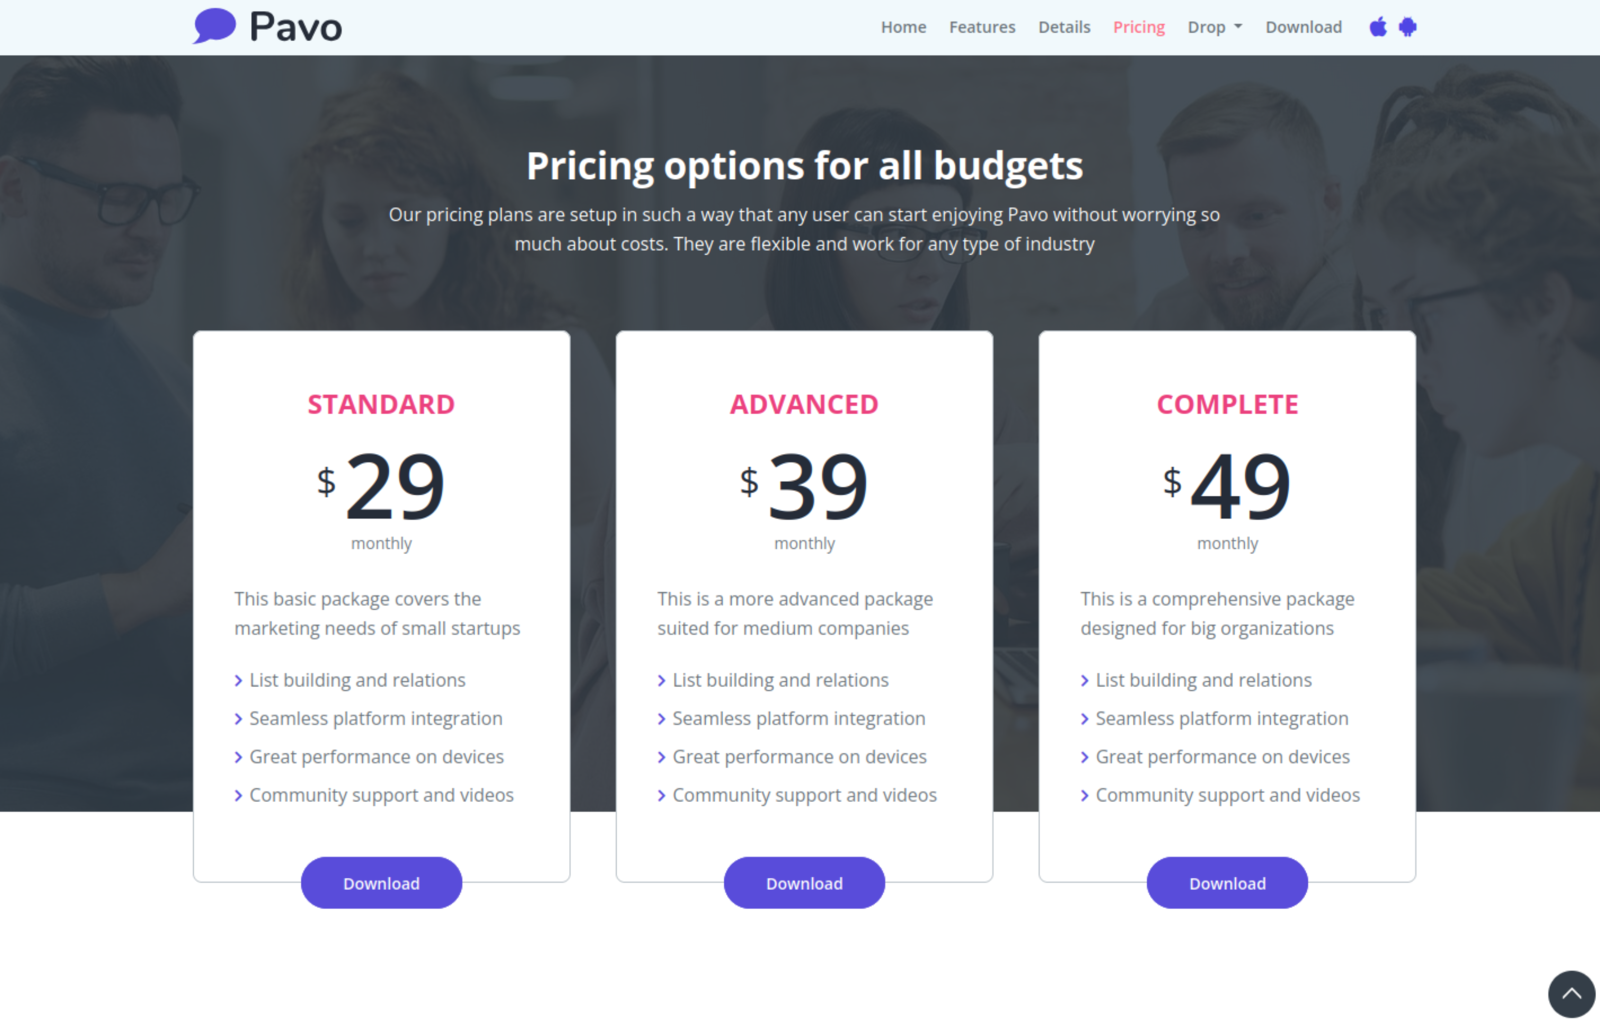 Pavo
Home Features Details Pricing Drop Download
Pricing options for all budgets
Our pricing plans are setup in such a way that any user can start enjoying Pavo without worrying so
much about costs. They are flexible and work for any type of industry
STANDARD
$29
monthly
This basic package covers the
marketing needs of small startups
List building and relations
Seamless platform integration
Great performance on devices
Community support and videos
Download
ADVANCED
$39
monthly
This is a more advanced package
suited for medium companies
List building and relations
Seamless platform integration
Great performance on devices
Community support and videos
Download
COMPLETE
$49
monthly
This is a comprehensive package
designed for big organizations
List building and relations
Seamless platform integration
Great performance on devices
Community support and videos
Download